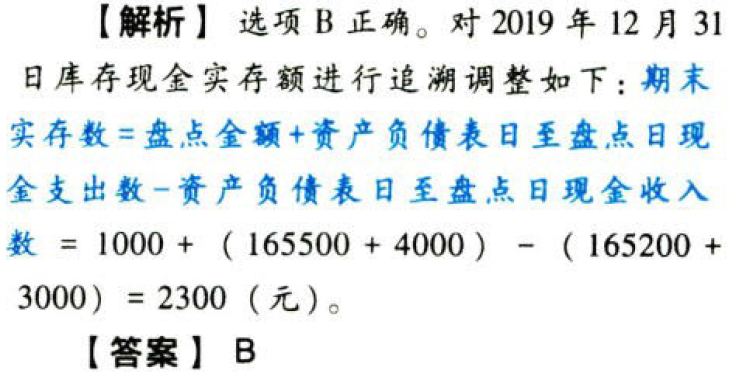 【解析】 选项 B 正确。对 2019 年 12 月 31
日库存现金实存额进行追溯调整如下：期末
实存数＝盘点金额＋资产负债表日至盘点日现
金支出数－资产负债表日至盘点日现金收入
数 = 1000 + （165500 + 4000） - （165200 +
3000）= 2300（元）。
【答案】 B